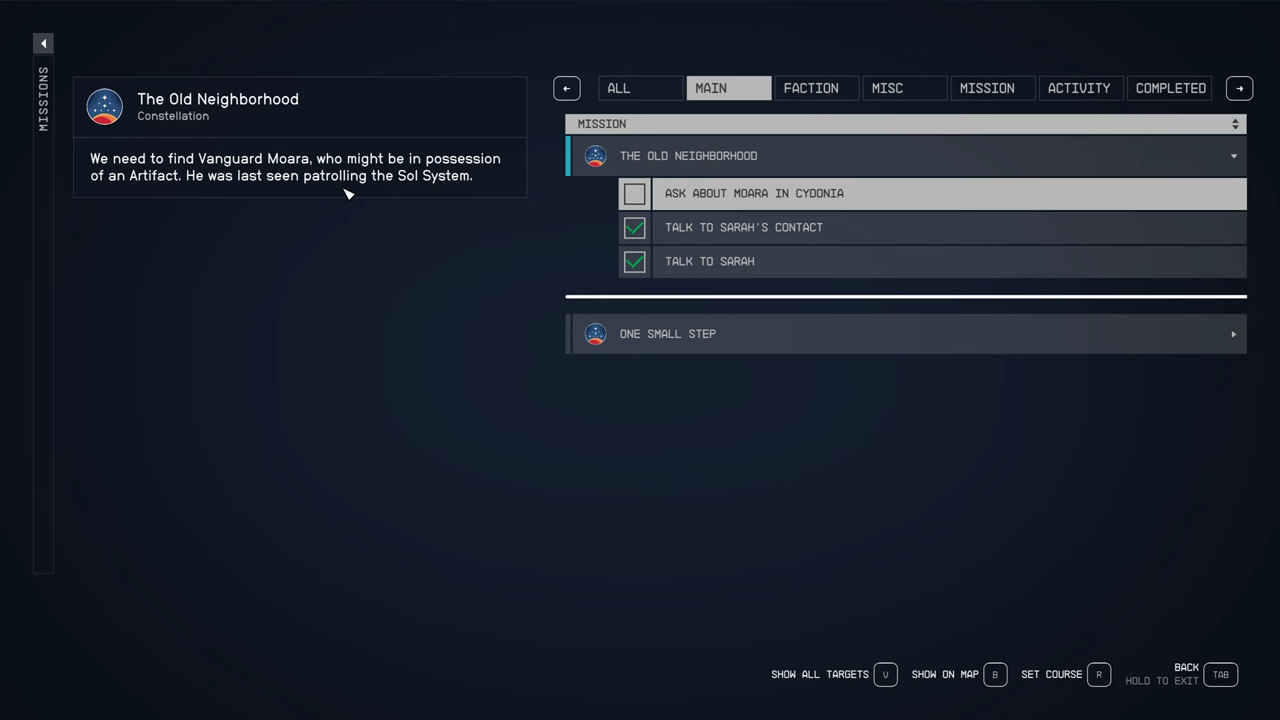 MISSIONS
The Old Neighborhood
Constellation
We need to find Vanguard Moara, who might be in possession
of an Artifact. He was last seen patrolling the Sol System.
ALL
MAIN
FACTION
MISC
MISSION
ACTIVITY
COMPLETED
MISSION
THE OLD NEIGHBORHOOD
ASK ABOUT MOARA IN CYDONIA
TALK TO SARAH'S CONTACT
TALK TO SARAH
ONE SMALL STEP
SHOW ALL TARGETS V
SHOW ON MAP B
SET COURSE R
BACK
HOLD TO EXIT
TAB